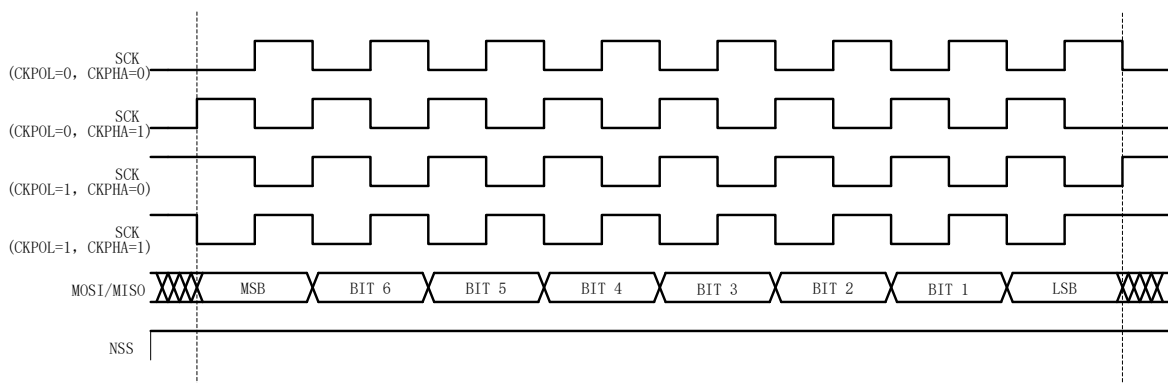 SCK
(CKPOL=0, CKPHA=0)
SCK
(CKPOL=0, CKPHA=1)
SCK
(CKPOL=1, CKPHA=0)
SCK
(CKPOL=1, CKPHA=1)
MOSI/MISO MSB BIT 6 BIT 5 BIT 4 BIT 3 BIT 2 BIT 1 LSB
NSS